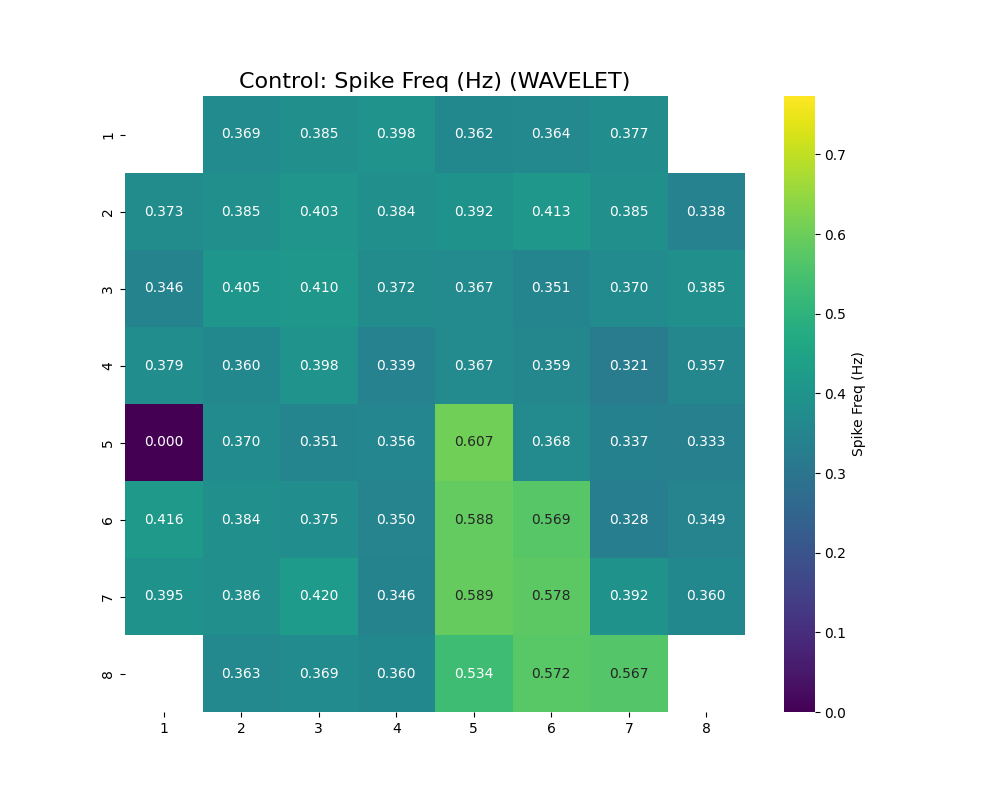 Control: Spike Freq (Hz) (WAVELET)
1 0.369 0.385 0.398 0.362 0.364 0.377
2 0.373 0.385 0.403 0.384 0.392 0.413 0.385 0.338
3 0.346 0.405 0.410 0.372 0.367 0.351 0.370 0.385
4 0.379 0.360 0.398 0.339 0.367 0.359 0.321 0.357
5 0.000 0.370 0.351 0.356 0.607 0.368 0.337 0.333
6 0.416 0.384 0.375 0.350 0.588 0.569 0.328 0.349
7 0.395 0.386 0.420 0.346 0.589 0.578 0.392 0.360
8 0.363 0.369 0.360 0.534 0.572 0.567
1 2 3 4 5 6 7 8
0.7
0.6
0.5
0.4
0.3
0.2
0.1
0.0
Spike Freq (Hz)